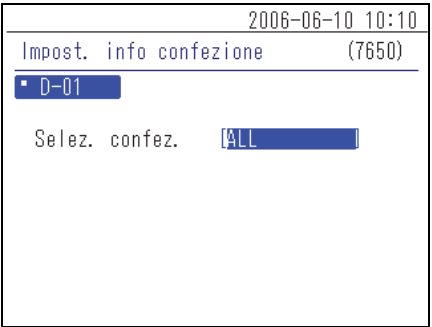 2006-06-10 10:10
Impost. info confezione (7650)
D-01
Selez. confez. [ALL ]